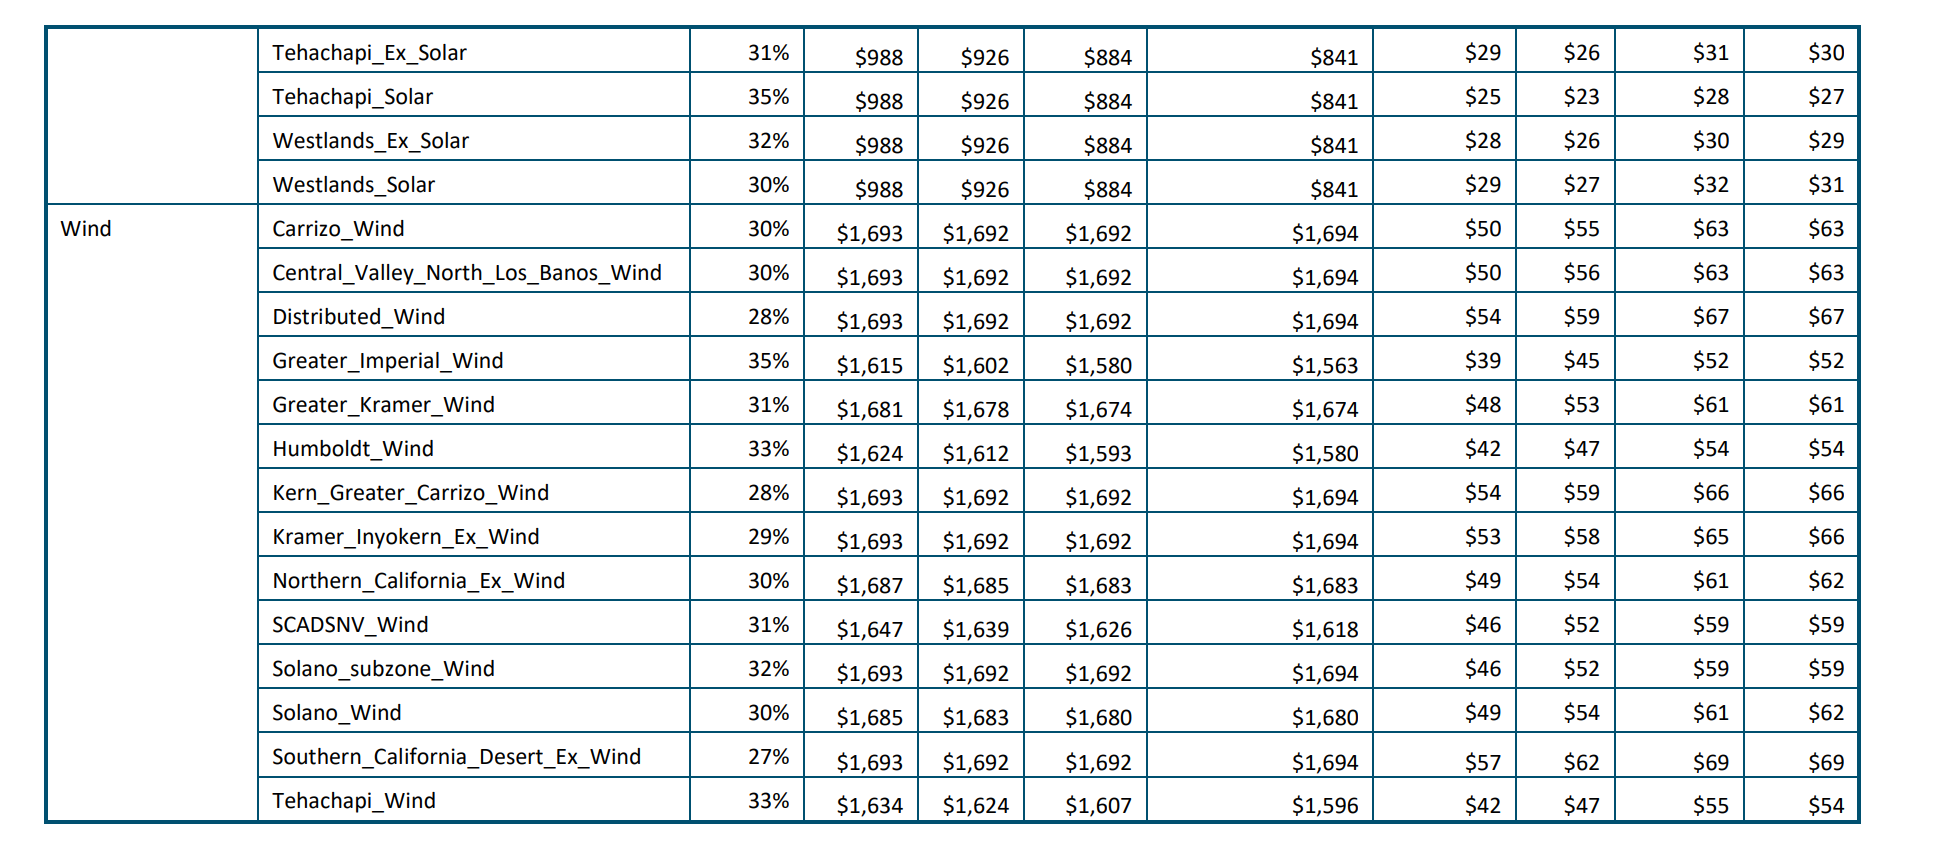 Tehachapi_Ex_Solar 31% $988 $926 $884 $841 $29 $26 $31 $30
Tehachapi_Solar 35% $988 $926 $884 $841 $25 $23 $28 $27
Westlands_Ex_Solar 32% $988 $926 $884 $841 $28 $26 $30 $29
Westlands_Solar 30% $988 $926 $884 $841 $29 $27 $32 $31
Wind Carrizo_Wind 30% $1,693 $1,692 $1,692 $1,694 $50 $55 $63 $63
Central_Valley_North_Los_Banos_Wind 30% $1,693 $1,692 $1,692 $1,694 $50 $56 $63 $63
Distributed_Wind 28% $1,693 $1,692 $1,692 $1,694 $54 $59 $67 $67
Greater_Imperial_Wind 35% $1,615 $1,602 $1,580 $1,563 $39 $45 $52 $52
Greater_Kramer_Wind 31% $1,681 $1,678 $1,674 $1,674 $48 $53 $61 $61
Humboldt_Wind 33% $1,624 $1,612 $1,593 $1,580 $42 $47 $54 $54
Kern_Greater_Carrizo_Wind 28% $1,693 $1,692 $1,692 $1,694 $54 $59 $66 $66
Kramer_Inyokern_Ex_Wind 29% $1,693 $1,692 $1,692 $1,694 $53 $58 $65 $66
Northern_California_Ex_Wind 30% $1,687 $1,685 $1,683 $1,683 $49 $54 $61 $62
SCADSNV_Wind 31% $1,647 $1,639 $1,626 $1,618 $46 $52 $59 $59
Solano_subzone_Wind 32% $1,693 $1,692 $1,692 $1,694 $46 $52 $59 $59
Solano_Wind 30% $1,685 $1,683 $1,680 $1,680 $49 $54 $61 $62
Southern_California_Desert_Ex_Wind 27% $1,693 $1,692 $1,692 $1,694 $57 $62 $69 $69
Tehachapi_Wind 33% $1,634 $1,624 $1,607 $1,596 $42 $47 $55 $54